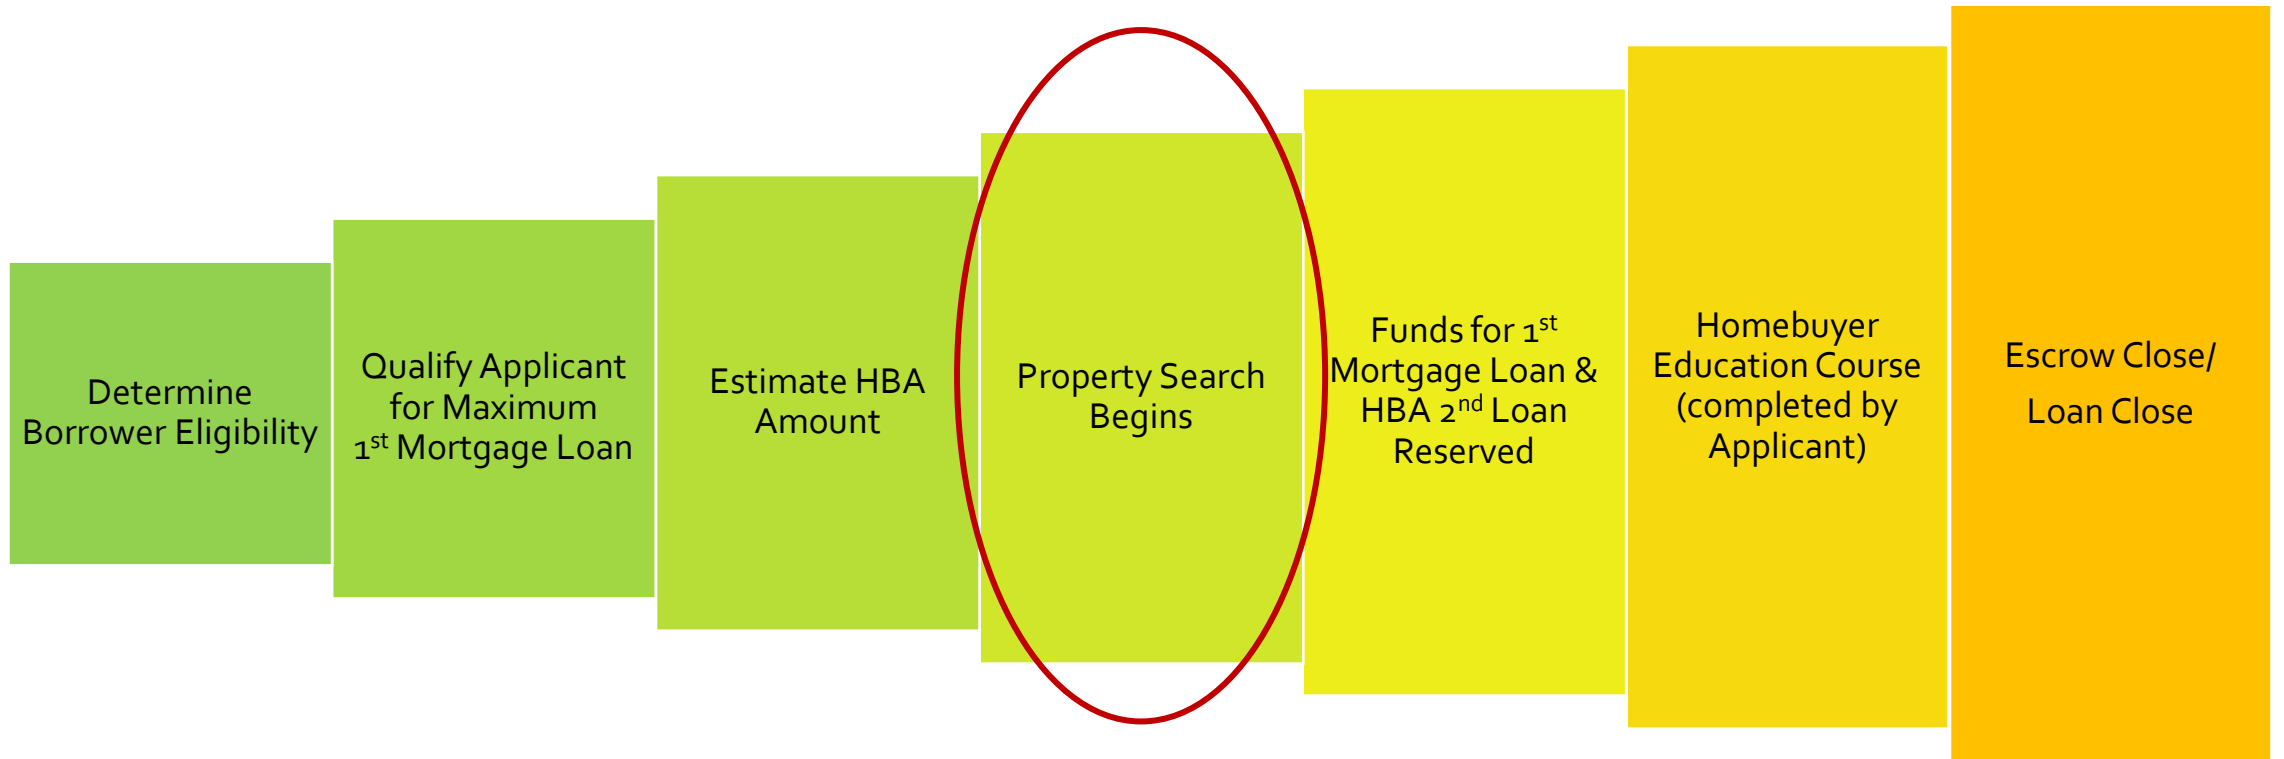 Determine
Borrower Eligibility
Qualify Applicant
for Maximum
1st Mortgage Loan
Estimate HBA
Amount
Property Search
Begins
Funds for 1st
Mortgage Loan &
HBA 2nd Loan
Reserved
Homebuyer
Education Course
(completed by
Applicant)
Escrow Close/
Loan Close